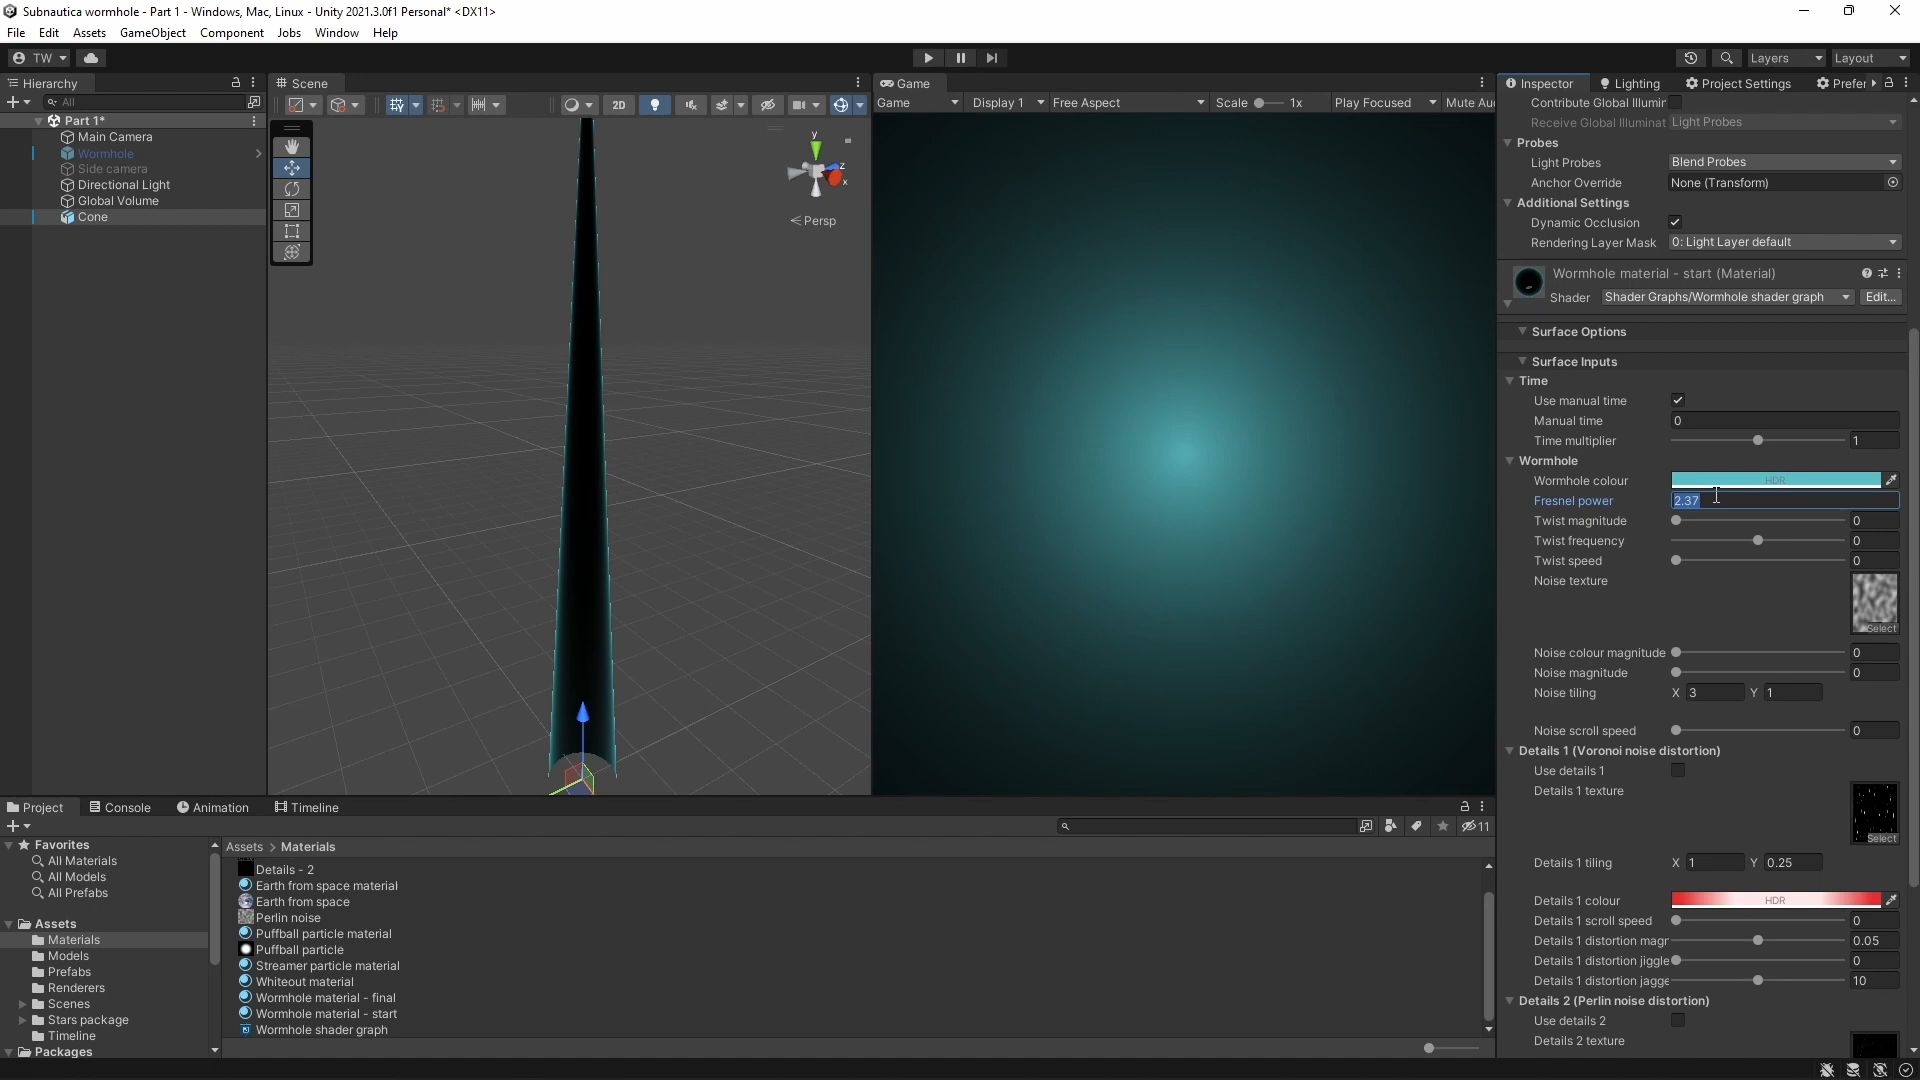 Subnautica wormhole - Part 1 - Windows, Mac, Linux - Unity 2021.3.0f1 Personal* <DX11>
File Edit Assets GameObject Component Jobs Window Help
TW
Layers
Layout
Hierarchy
All
Part 1*
Main Camera
Wormhole
Side camera
Directional Light
Global Volume
Cone
Scene
2D
y
z
x
Persp
Game
Game
Display 1
Free Aspect
Scale
1x
Play Focused
Mute Au
Inspector
Lighting
Project Settings
Prefer
Contribute Global Illumir
Receive Global Illuminat Light Probes
Probes
Light Probes Blend Probes
Anchor Override None (Transform)
Additional Settings
Dynamic Occlusion
Rendering Layer Mask 0: Light Layer default
Wormhole material - start (Material)
Shader Shader Graphs/Wormhole shader graph Edit...
Surface Options
Surface Inputs
Time
Use manual time
Manual time 0
Time multiplier 1
Wormhole
Wormhole colour HDR
Fresnel power 2.37
Twist magnitude 0
Twist frequency 0
Twist speed 0
Noise texture
Select
Noise colour magnitude 0
Noise magnitude 0
Noise tiling X 3 Y 1
Noise scroll speed 0
Details 1 (Voronoi noise distortion)
Use details 1
Details 1 texture
Select
Details 1 tiling X 1 Y 0.25
Details 1 colour HDR
Details 1 scroll speed 0
Details 1 distortion magr 0.05
Details 1 distortion jiggle 0
Details 1 distortion jagge 10
Details 2 (Perlin noise distortion)
Use details 2
Details 2 texture
Project
Console
Animation
Timeline
11
Favorites
All Materials
All Models
All Prefabs
Assets
Materials
Models
Prefabs
Renderers
Scenes
Stars package
Timeline
Packages
Assets > Materials
Details - 2
Earth from space material
Earth from space
Perlin noise
Puffball particle material
Puffball particle
Streamer particle material
Whiteout material
Wormhole material - final
Wormhole material - start
Wormhole shader graph